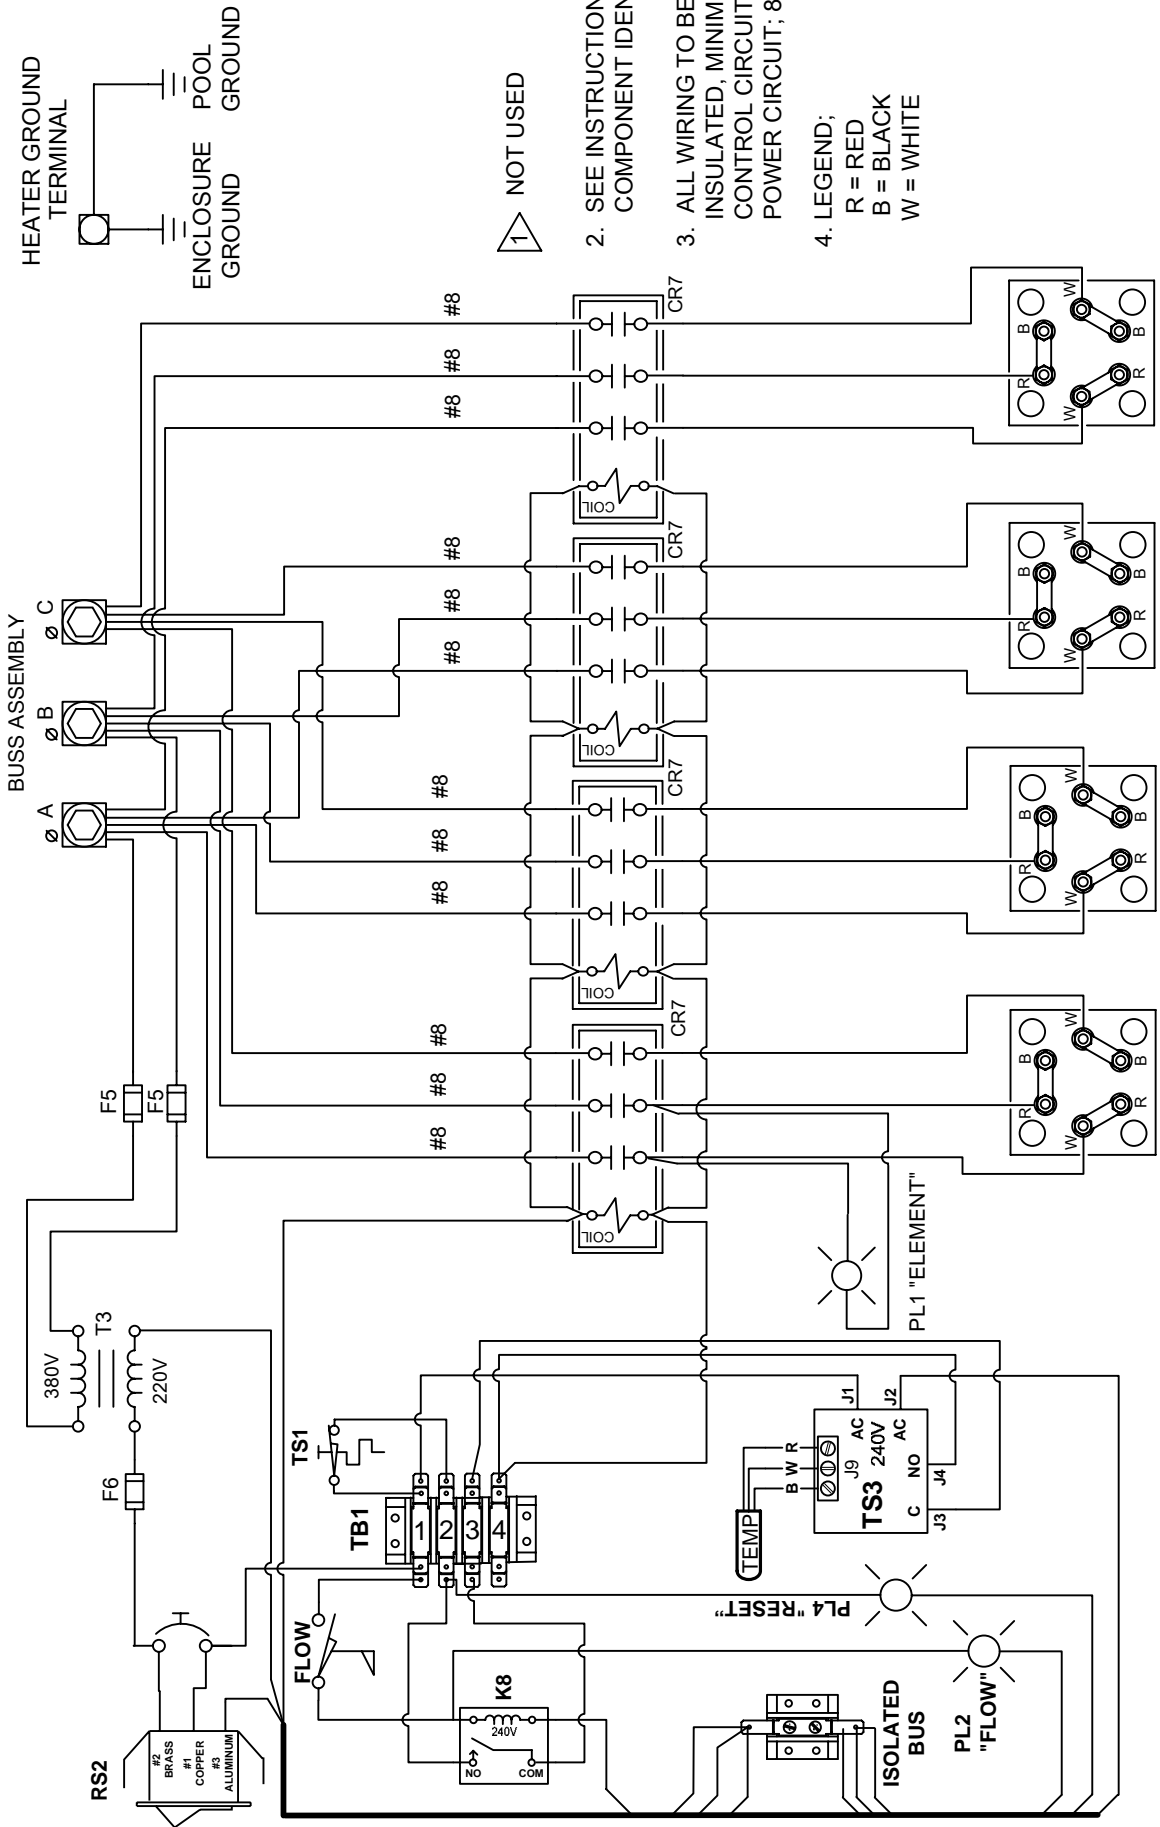 HEATER GROUND
TERMINAL
ENCLOSURE
GROUND
POOL
GROUND
1
NOT USED
2. SEE INSTRUCTION
COMPONENT IDEN
3. ALL WIRING TO BE
INSULATED, MINIM
CONTROL CIRCUIT
POWER CIRCUIT; 8
4. LEGEND;
R = RED
B = BLACK
W = WHITE
BUSS ASSEMBLY
Ø A
Ø B
Ø C
F5
F5
380V
T3
220V
F6
RS2
#2
BRASS
#1
COPPER
#3
ALUMINUM
#8
#8
#8
#8
#8
#8
#8
#8
#8
#8
#8
#8
COIL
CR7
COIL
CR7
COIL
CR7
COIL
CR7
TS1
TB1
1
2
3
4
FLOW
K8
240V
NO
COM
PL4 "RESET"
PL2
"FLOW"
ISOLATED
BUS
TEMP
B
W
R
J9
TS3
AC
240V
AC
C
NO
J1
J2
J3
J4
PL1 "ELEMENT"
R
B
W
W
R
B
R
B
W
W
R
B
R
B
W
W
R
B
R
B
W
W
R
B